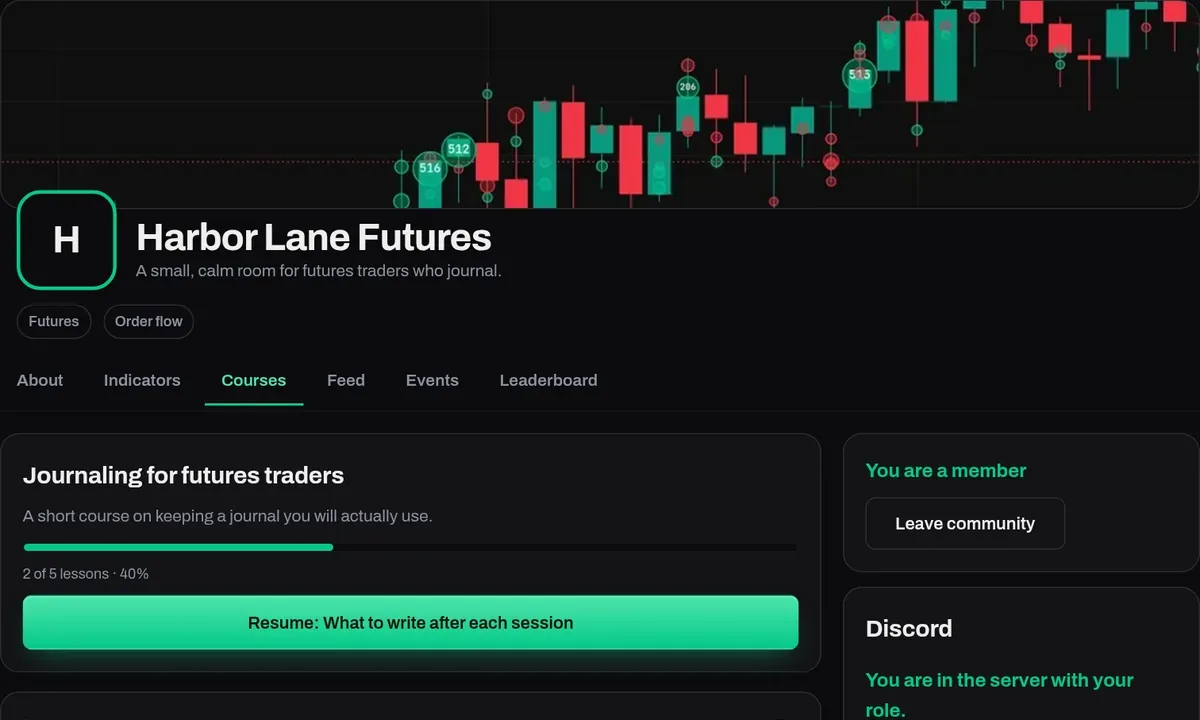 516
512
206
515
H
Harbor Lane Futures
A small, calm room for futures traders who journal.
Futures
Order flow
About
Indicators
Courses
Feed
Events
Leaderboard
Journaling for futures traders
A short course on keeping a journal you will actually use.
2 of 5 lessons · 40%
Resume: What to write after each session
You are a member
Leave community
Discord
You are in the server with your
role.